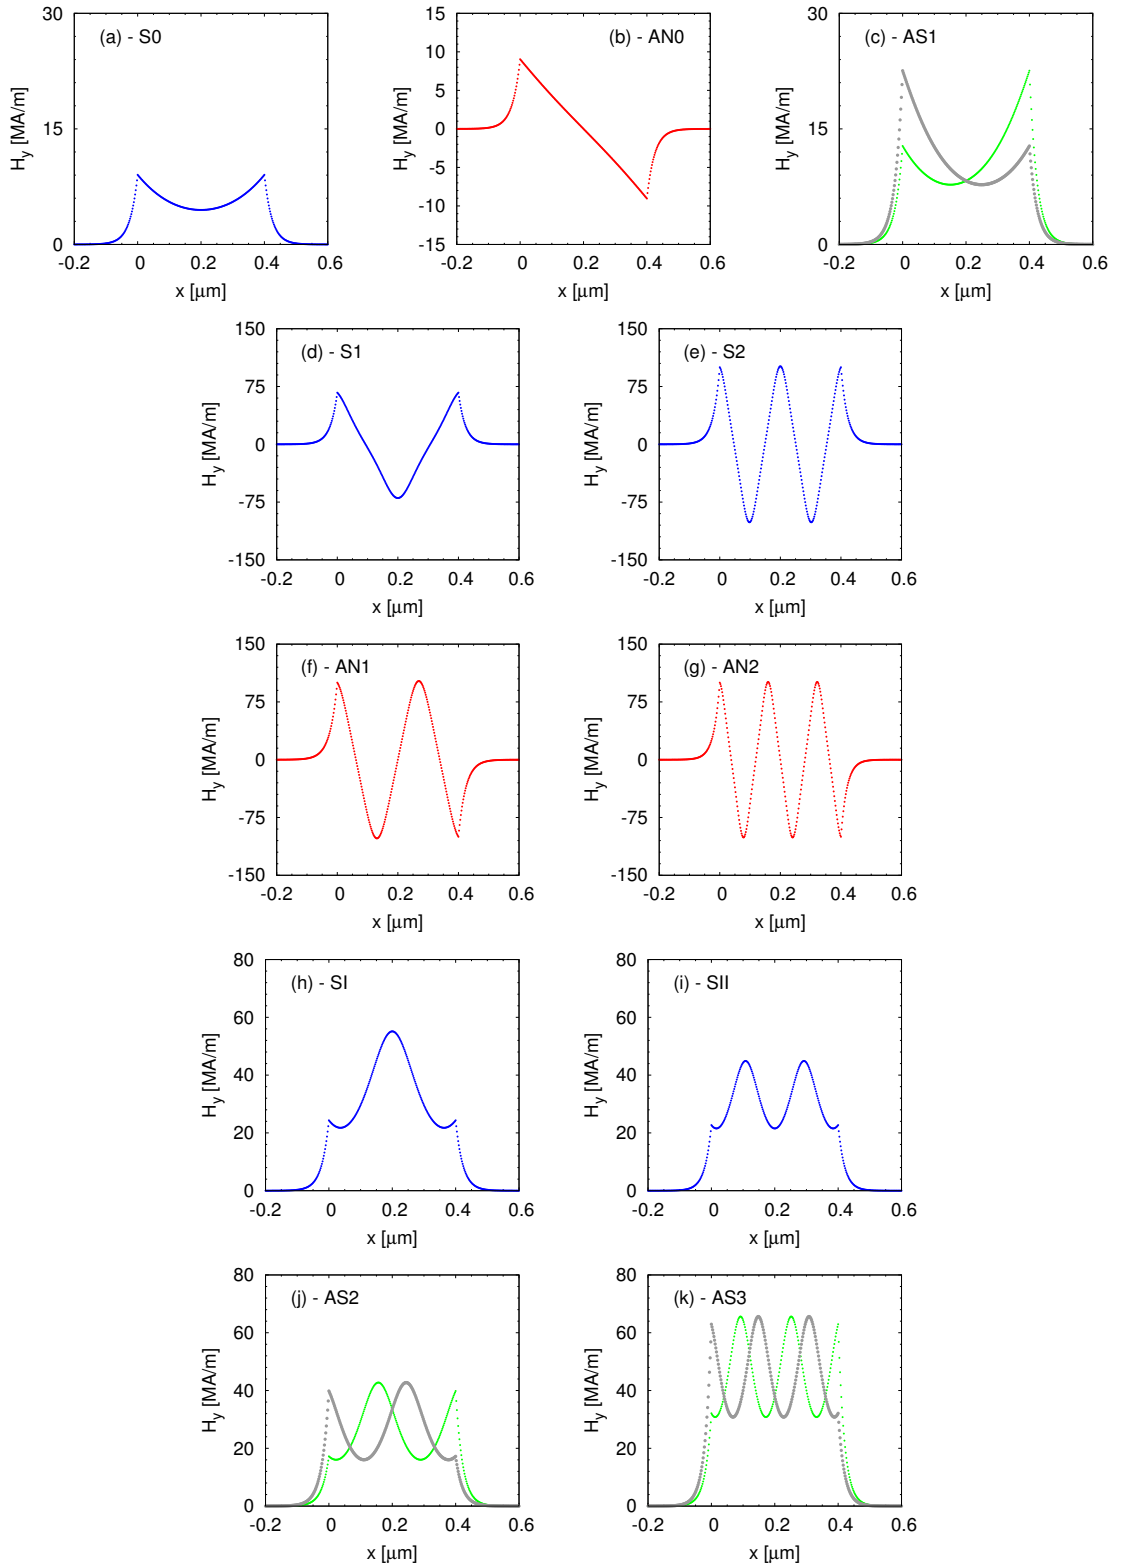 (a) - S0
30
15
0
H_y [MA/m]
-0.2 0 0.2 0.4 0.6
x [μm]
(b) - AN0
15
10
5
0
-5
-10
-15
H_y [MA/m]
-0.2 0 0.2 0.4 0.6
x [μm]
(c) - AS1
30
15
0
H_y [MA/m]
-0.2 0 0.2 0.4 0.6
x [μm]
(d) - S1
150
75
0
-75
-150
H_y [MA/m]
-0.2 0 0.2 0.4 0.6
x [μm]
(e) - S2
150
75
0
-75
-150
H_y [MA/m]
-0.2 0 0.2 0.4 0.6
x [μm]
(f) - AN1
150
75
0
-75
-150
H_y [MA/m]
-0.2 0 0.2 0.4 0.6
x [μm]
(g) - AN2
150
75
0
-75
-150
H_y [MA/m]
-0.2 0 0.2 0.4 0.6
x [μm]
(h) - SI
80
60
40
20
0
H_y [MA/m]
-0.2 0 0.2 0.4 0.6
x [μm]
(i) - SII
80
60
40
20
0
H_y [MA/m]
-0.2 0 0.2 0.4 0.6
x [μm]
(j) - AS2
80
60
40
20
0
H_y [MA/m]
-0.2 0 0.2 0.4 0.6
x [μm]
(k) - AS3
80
60
40
20
0
H_y [MA/m]
-0.2 0 0.2 0.4 0.6
x [μm]